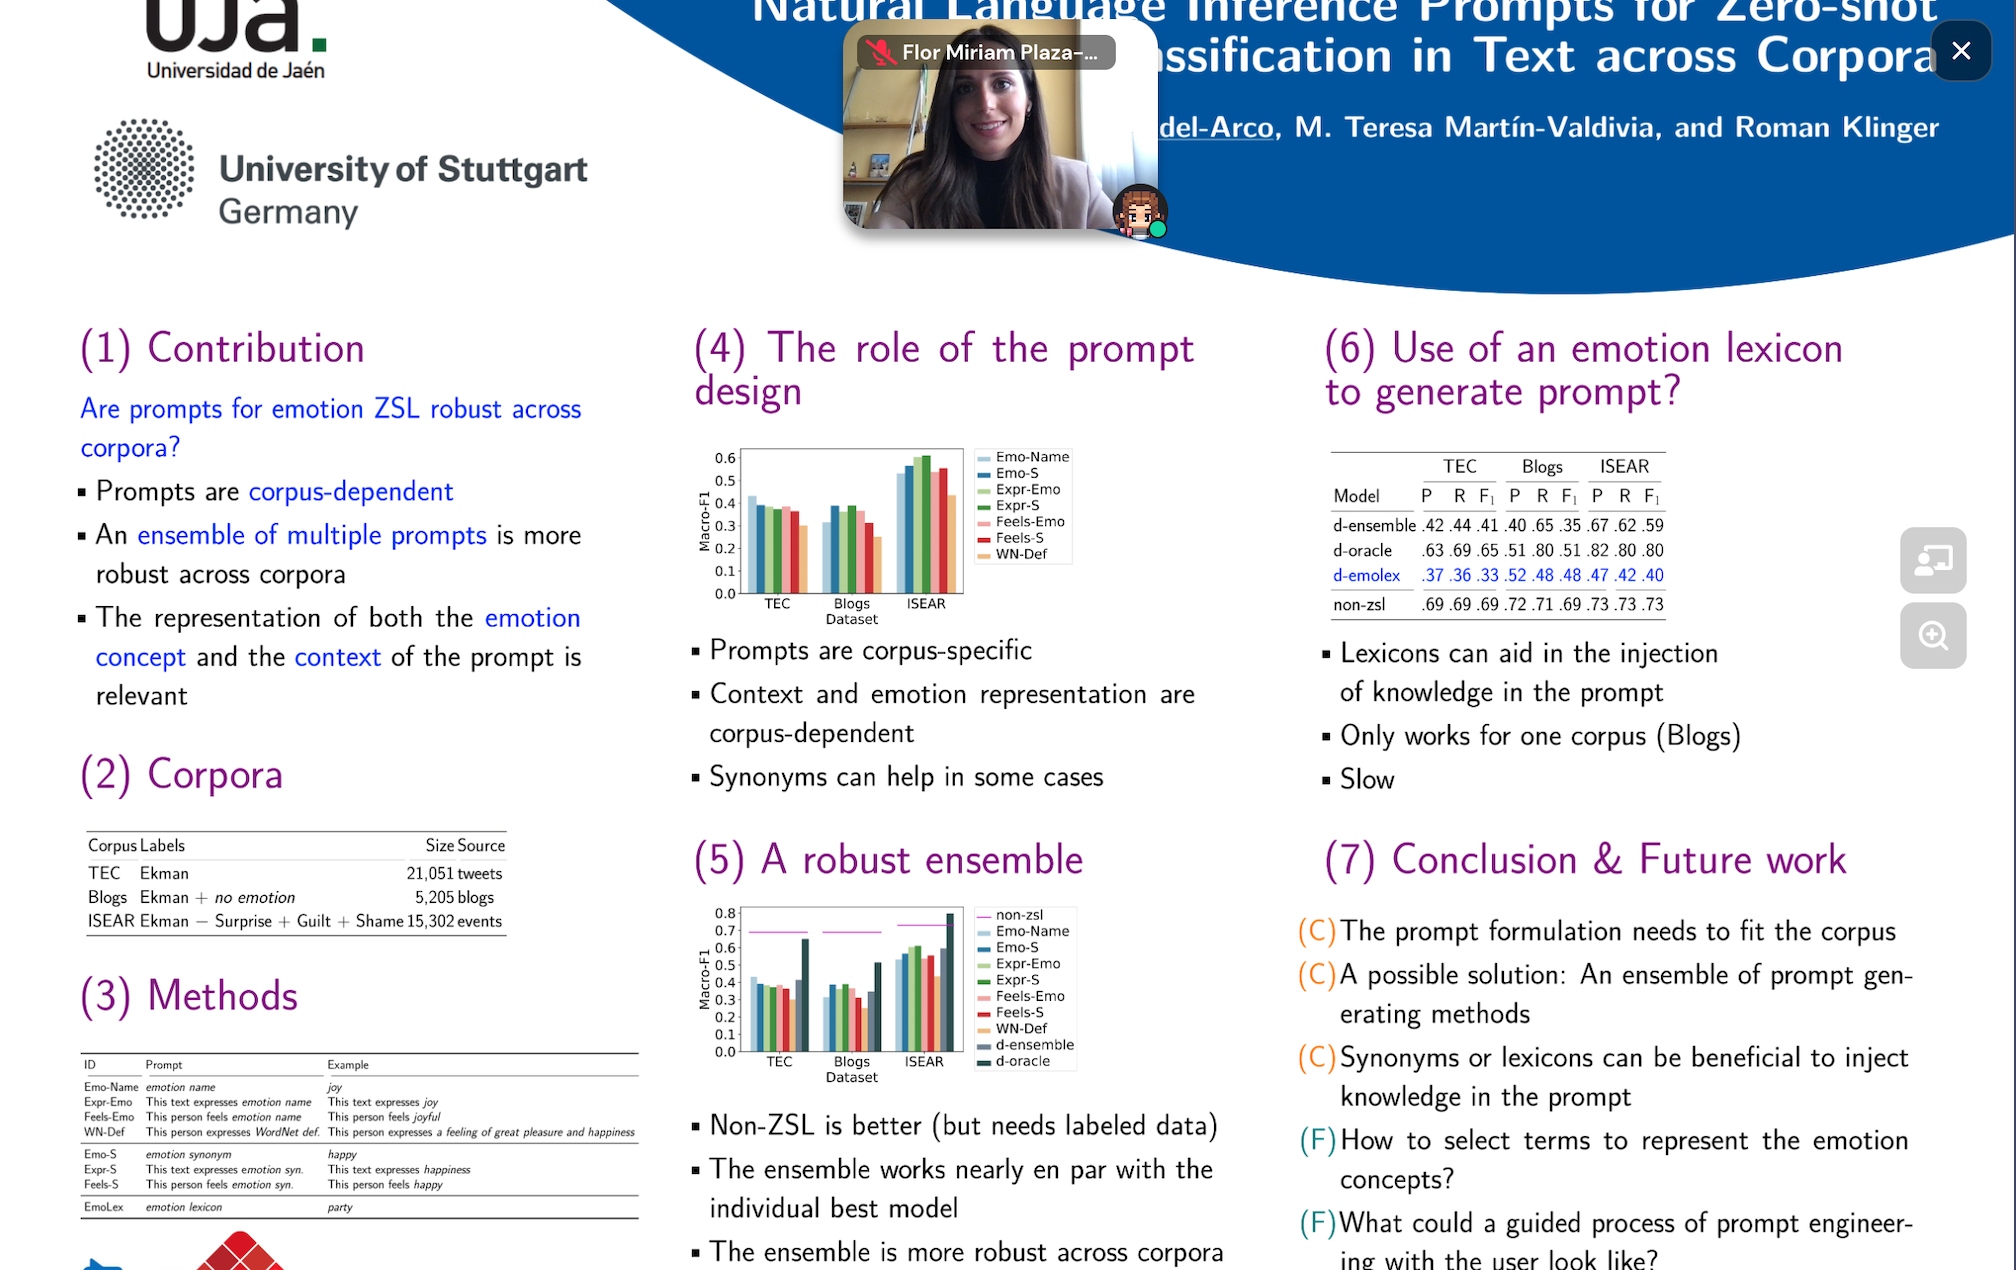 uja.
Universidad de Jaén
University of Stuttgart
Germany
Natural Language Inference Prompts for Zero-shot
ssification in Text across Corpora
del-Arco, M. Teresa Martín-Valdivia, and Roman Klinger
Flor Miriam Plaza-...
(1) Contribution
Are prompts for emotion ZSL robust across
corpora?
▪ Prompts are corpus-dependent
▪ An ensemble of multiple prompts is more
robust across corpora
▪ The representation of both the emotion
concept and the context of the prompt is
relevant
(2) Corpora
Corpus Labels Size Source
TEC Ekman 21,051 tweets
Blogs Ekman + no emotion 5,205 blogs
ISEAR Ekman − Surprise + Guilt + Shame 15,302 events
(3) Methods
ID Prompt Example
Emo-Name emotion name joy
Expr-Emo This text expresses emotion name This text expresses joy
Feels-Emo This person feels emotion name This person feels joyful
WN-Def This person expresses WordNet def. This person expresses a feeling of great pleasure and happiness
Emo-S emotion synonym happy
Expr-S This text expresses emotion syn. This text expresses happiness
Feels-S This person feels emotion syn. This person feels happy
EmoLex emotion lexicon party
(4) The role of the prompt
design
Macro-F1
0.6
0.5
0.4
0.3
0.2
0.1
0.0
TEC Blogs ISEAR
Dataset
Emo-Name
Emo-S
Expr-Emo
Expr-S
Feels-Emo
Feels-S
WN-Def
▪ Prompts are corpus-specific
▪ Context and emotion representation are
corpus-dependent
▪ Synonyms can help in some cases
(5) A robust ensemble
Macro-F1
0.8
0.7
0.6
0.5
0.4
0.3
0.2
0.1
0.0
TEC Blogs ISEAR
Dataset
non-zsl
Emo-Name
Emo-S
Expr-Emo
Expr-S
Feels-Emo
Feels-S
WN-Def
d-ensemble
d-oracle
▪ Non-ZSL is better (but needs labeled data)
▪ The ensemble works nearly en par with the
individual best model
▪ The ensemble is more robust across corpora
(6) Use of an emotion lexicon
to generate prompt?
TEC Blogs ISEAR
Model P R F1 P R F1 P R F1
d-ensemble .42 .44 .41 .40 .65 .35 .67 .62 .59
d-oracle .63 .69 .65 .51 .80 .51 .82 .80 .80
d-emolex .37 .36 .33 .52 .48 .48 .47 .42 .40
non-zsl .69 .69 .69 .72 .71 .69 .73 .73 .73
▪ Lexicons can aid in the injection
of knowledge in the prompt
▪ Only works for one corpus (Blogs)
▪ Slow
(7) Conclusion & Future work
(C) The prompt formulation needs to fit the corpus
(C) A possible solution: An ensemble of prompt gen-
erating methods
(C) Synonyms or lexicons can be beneficial to inject
knowledge in the prompt
(F) How to select terms to represent the emotion
concepts?
(F) What could a guided process of prompt engineer-
ing with the user look like?